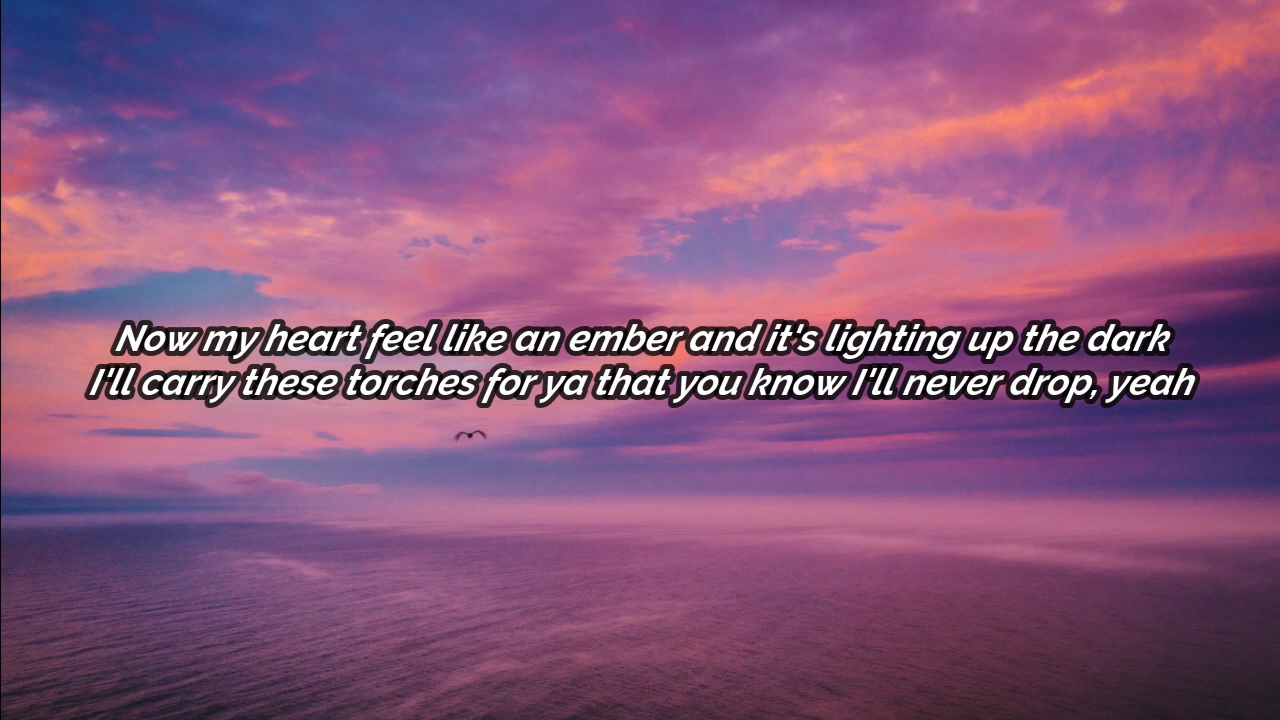 Now my heart feel like an ember and it's lighting up the dark
I'll carry these torches for ya that you know I'll never drop, yeah